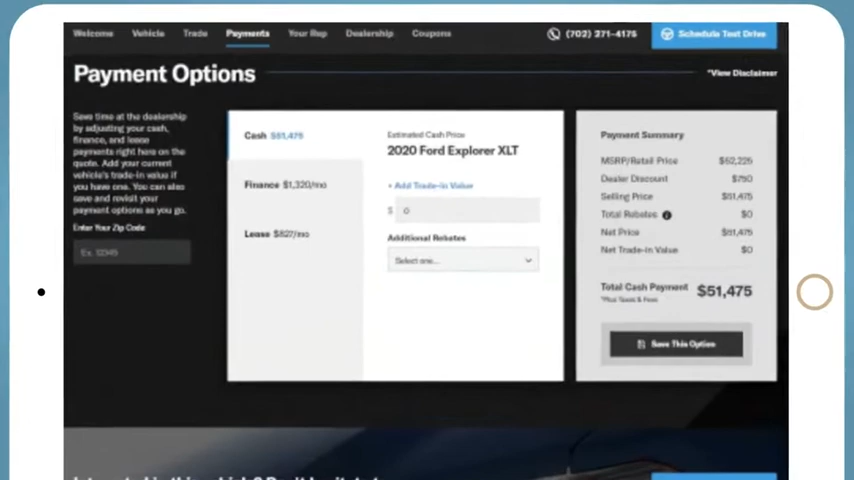 Welcome Vehicle Trade Payments Your Rep Dealership Coupons (702) 271-4175 Schedule Test Drive
Payment Options
*View Disclaimer
Save time at the dealership
by adjusting your cash,
finance, and lease
payments right here on the
quote. Add your current
vehicle's trade-in value if
you have one. You can also
save and revisit your
payment options as you go.
Enter Your Zip Code
Ex. 12345
Cash $51,475
Finance $1,320/mo
Lease $827/mo
Estimated Cash Price
2020 Ford Explorer XLT
+ Add Trade-in Value
$ 0
Additional Rebates
Select one...
Payment Summary
MSRP/Retail Price $52,225
Dealer Discount $750
Selling Price $51,475
Total Rebates $0
Net Price $51,475
Net Trade-in Value $0
Total Cash Payment $51,475
*Plus Taxes & Fees
Save This Option